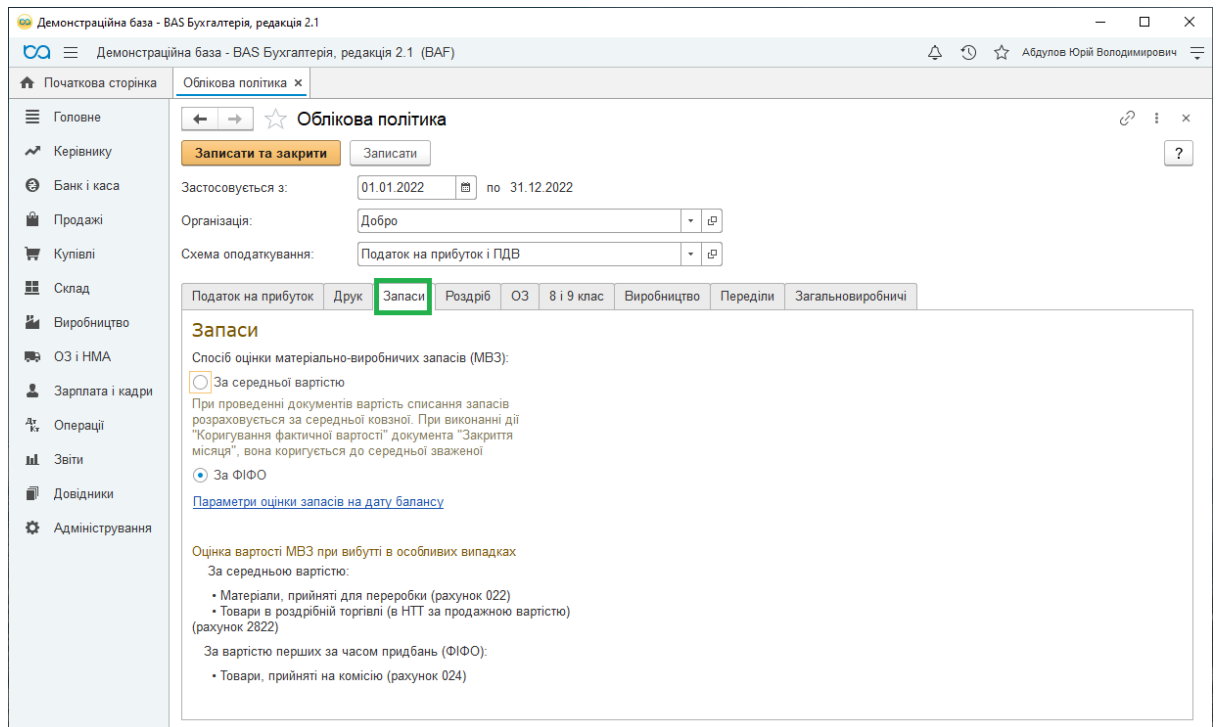 Демонстраційна база - BAS Бухгалтерія, редакція 2.1
Демонстраційна база - BAS Бухгалтерія, редакція 2.1 (BAF)
Абдулов Юрій Володимирович
Початкова сторінка
Облікова політика ×
Головне
Керівнику
Банк і каса
Продажі
Купівлі
Склад
Виробництво
ОЗ і НМА
Зарплата і кадри
Дт Кт Операції
Звіти
Довідники
Адміністрування
Облікова політика
Записати та закрити
Записати
?
Застосовується з: 01.01.2022 по 31.12.2022
Організація: Добро
Схема оподаткування: Податок на прибуток і ПДВ
Податок на прибуток Друк Запаси Роздріб ОЗ 8 і 9 клас Виробництво Переділи Загальновиробничі
Запаси
Спосіб оцінки матеріально-виробничих запасів (МВЗ):
За середньої вартістю
При проведенні документів вартість списання запасів
розраховується за середньої ковзної. При виконанні дії
"Коригування фактичної вартості" документа "Закриття
місяця", вона коригується до середньої зваженої
За ФІФО
Параметри оцінки запасів на дату балансу
Оцінка вартості МВЗ при вибутті в особливих випадках
За середньою вартістю:
• Матеріали, прийняті для переробки (рахунок 022)
• Товари в роздрібній торгівлі (в НТТ за продажною вартістю)
(рахунок 2822)
За вартістю перших за часом придбань (ФІФО):
• Товари, прийняті на комісію (рахунок 024)